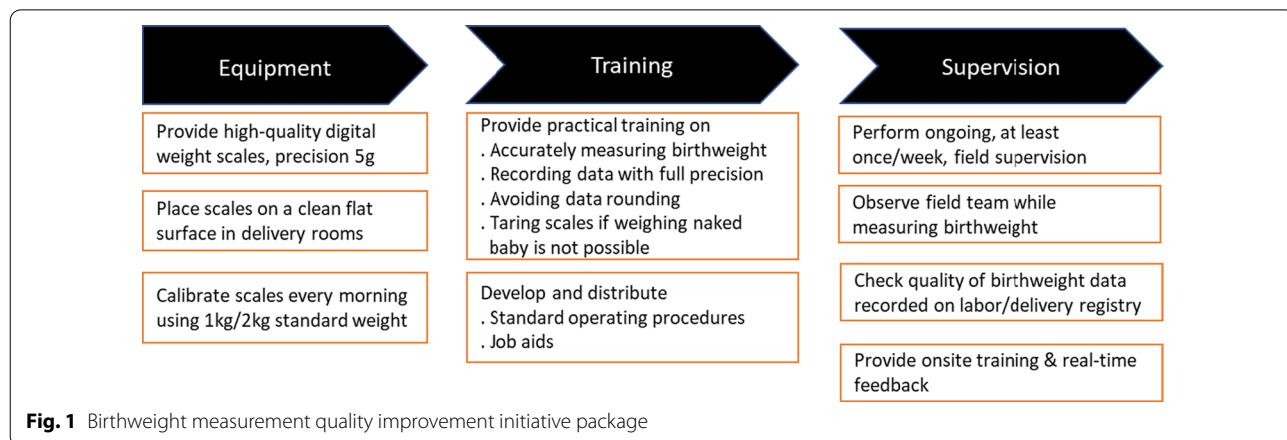 Equipment
Provide high-quality digital
weight scales, precision 5g
Place scales on a clean flat
surface in delivery rooms
Calibrate scales every morning
using 1kg/2kg standard weight
Training
Provide practical training on
. Accurately measuring birthweight
. Recording data with full precision
. Avoiding data rounding
. Taring scales if weighing naked
baby is not possible
Develop and distribute
. Standard operating procedures
. Job aids
Supervision
Perform ongoing, at least
once/week, field supervision
Observe field team while
measuring birthweight
Check quality of birthweight data
recorded on labor/delivery registry
Provide onsite training & real-time
feedback
Fig. 1 Birthweight measurement quality improvement initiative package